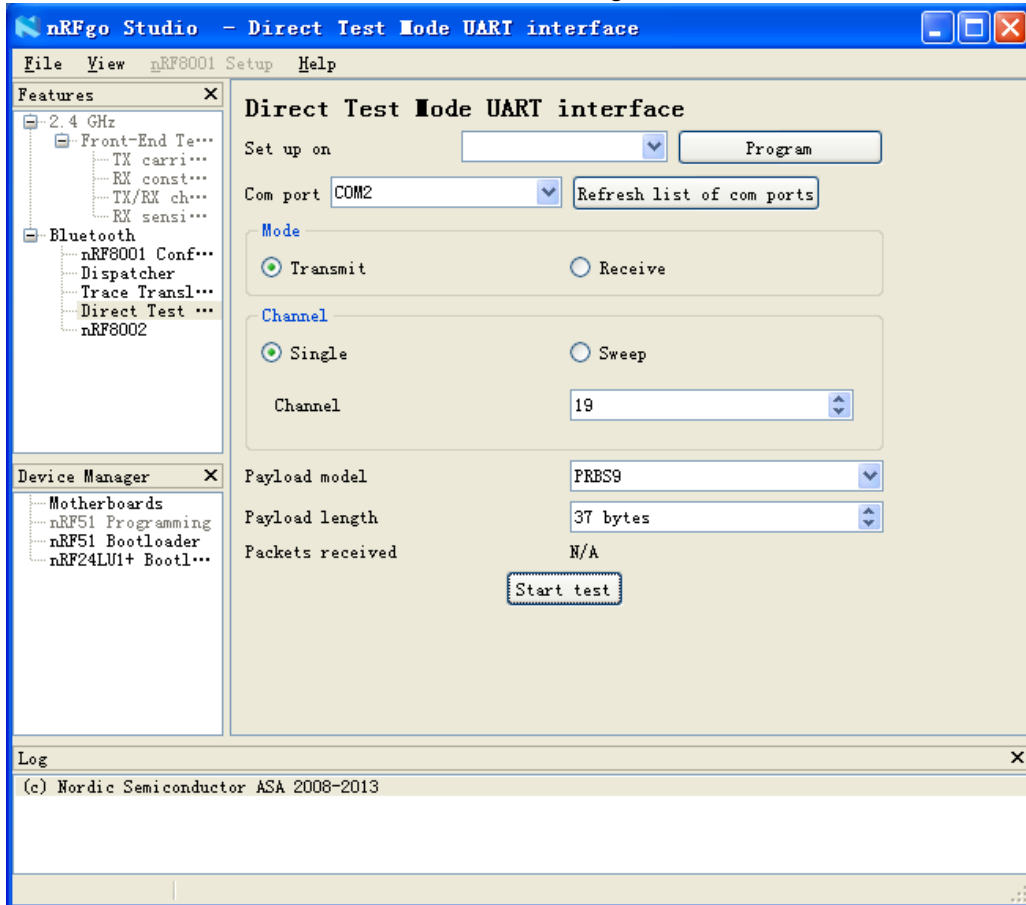 nRFgo Studio - Direct Test Mode UART interface
File View nRF8001 Setup Help
Features
2.4 GHz
Front-End Te...
TX carri...
RX const...
TX/RX ch...
RX sensi...
Bluetooth
nRF8001 Conf...
Dispatcher
Trace Transl...
Direct Test ...
nRF8002
Device Manager
Motherboards
nRF51 Programming
nRF51 Bootloader
nRF24LU1+ Bootl...
Direct Test Mode UART interface
Set up on Program
Com port COM2 Refresh list of com ports
Mode
Transmit Receive
Channel
Single Sweep
Channel 19
Payload model PRBS9
Payload length 37 bytes
Packets received N/A
Start test
Log
(c) Nordic Semiconductor ASA 2008-2013